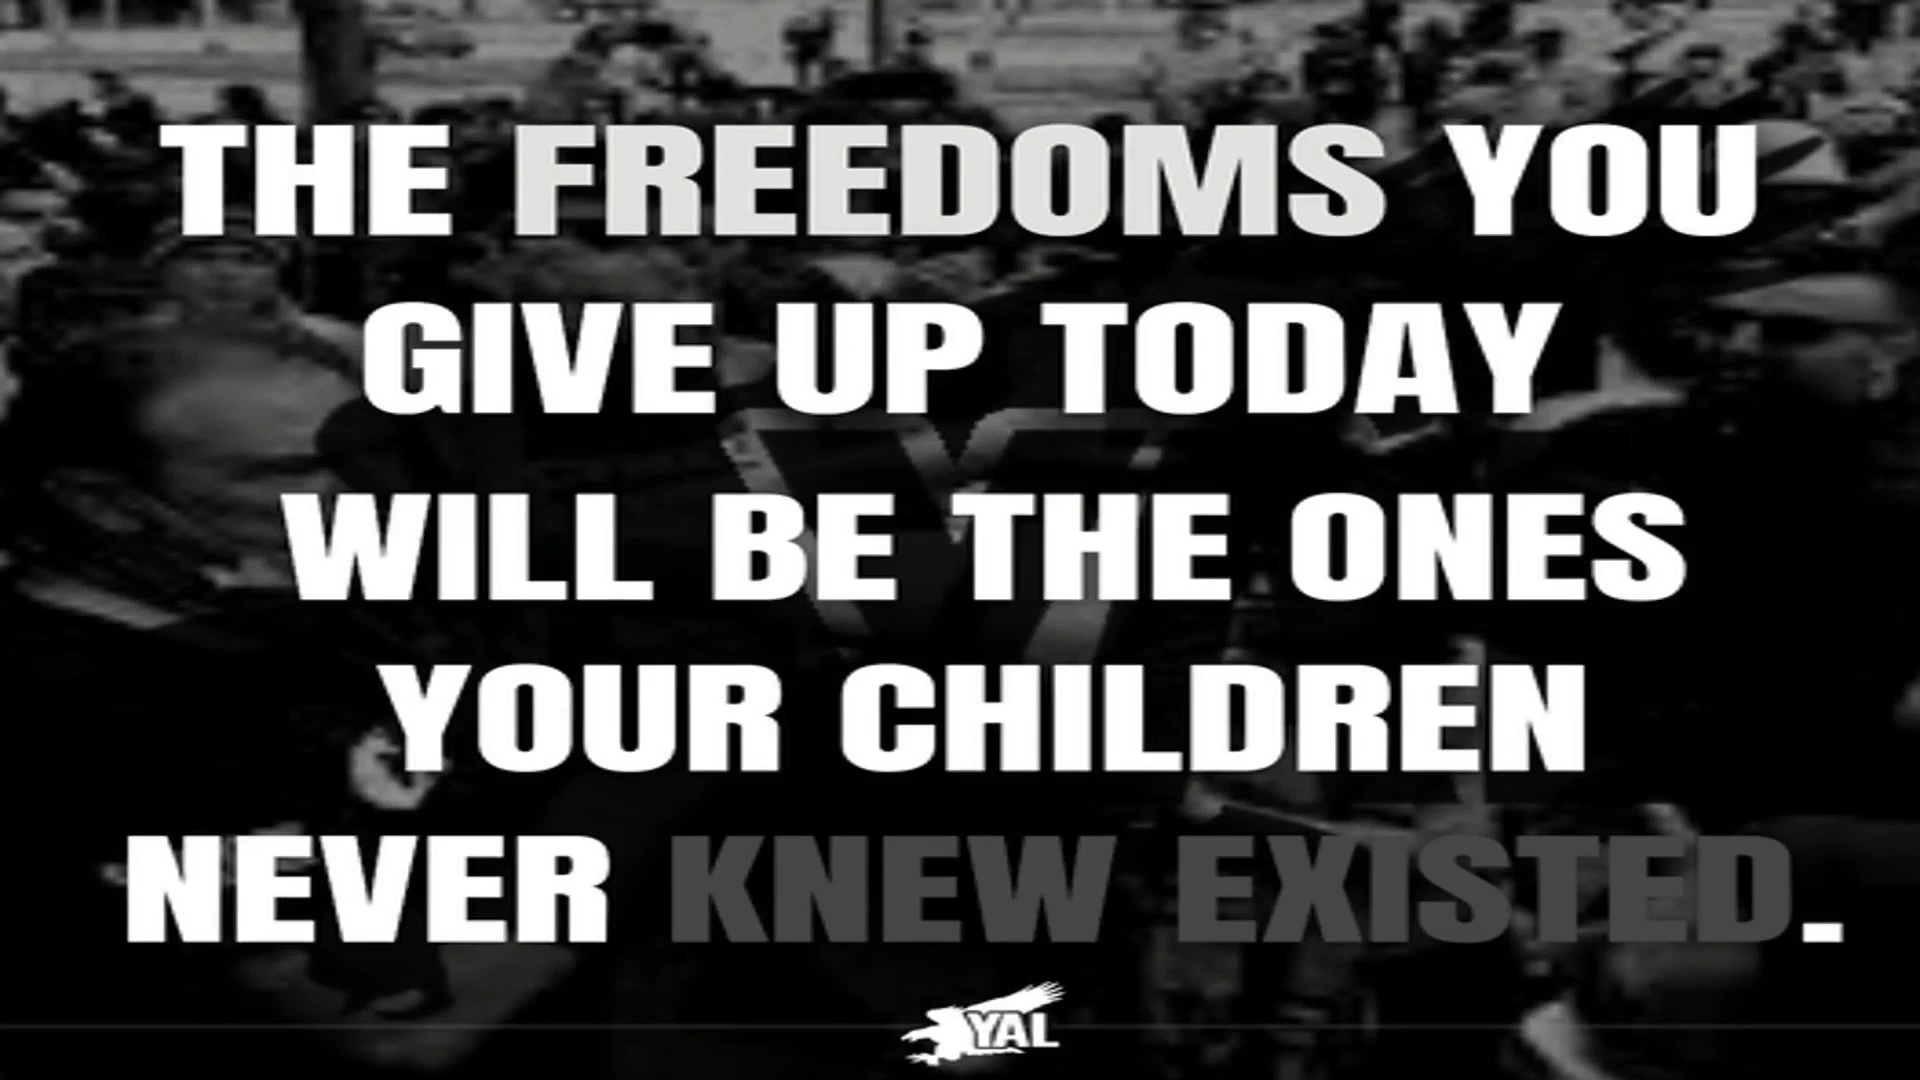 THE FREEDOMS YOU
GIVE UP TODAY
WILL BE THE ONES
YOUR CHILDREN
NEVER KNEW EXISTED.
YAL